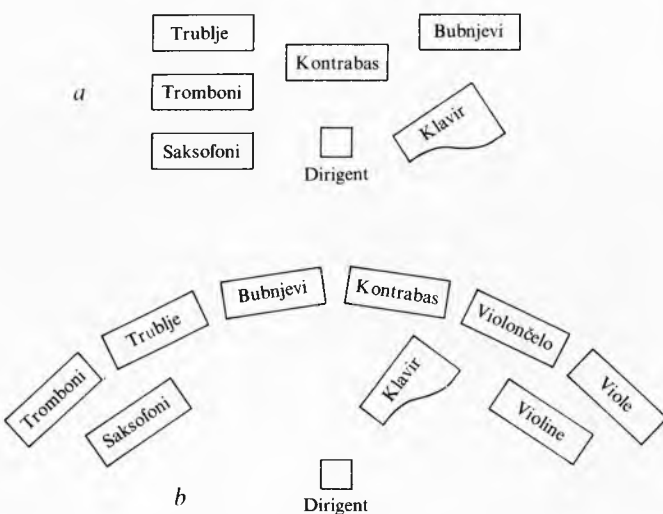 Trublje
Bubnjevi
Kontrabas
a
Tromboni
Klavir
Saksofoni
Dirigent
Bubnjevi
Kontrabas
Trublje
Violončelo
Tromboni
Klavir
Viole
Saksofoni
Violine
b
Dirigent